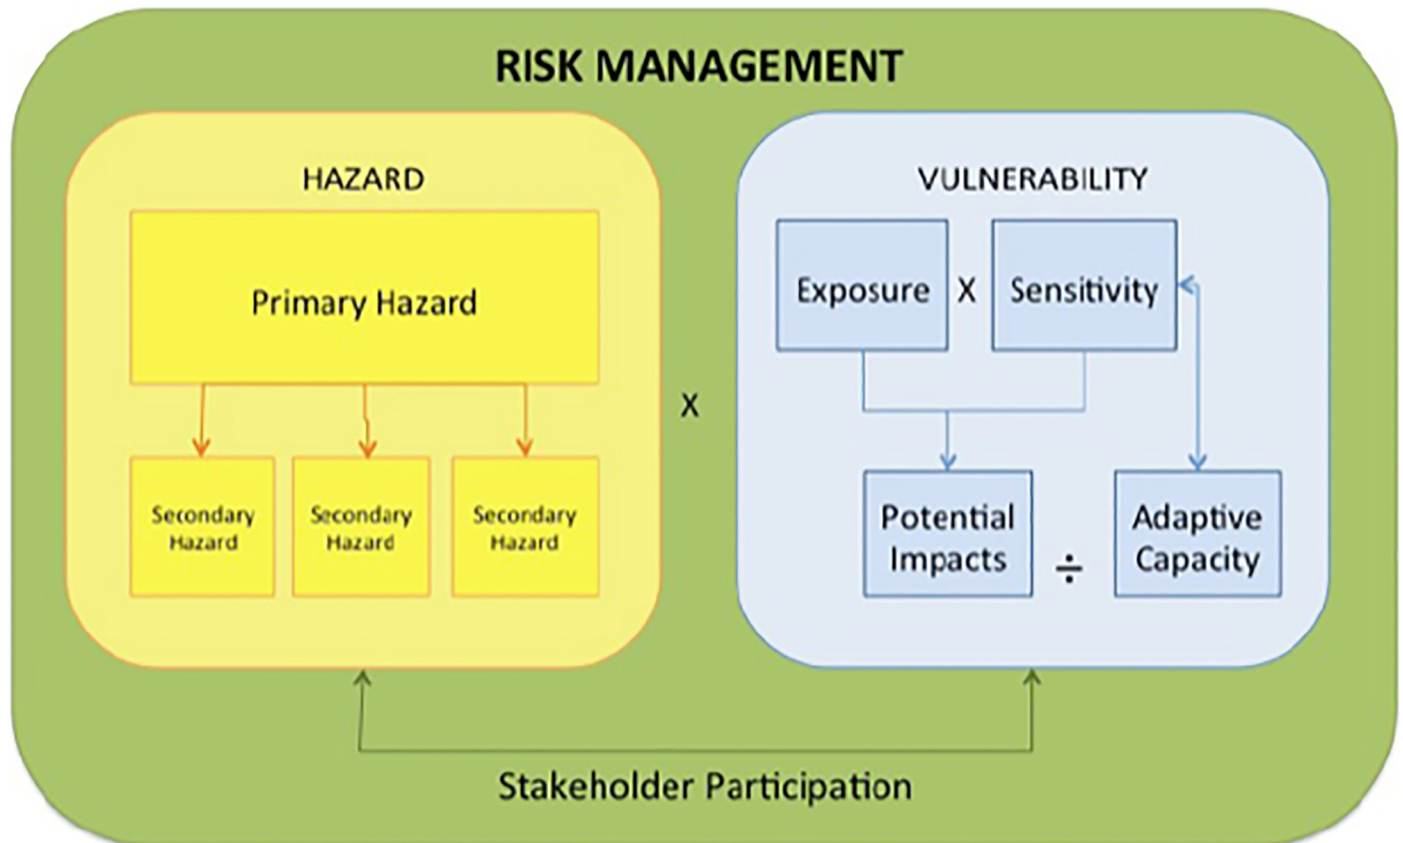 RISK MANAGEMENT
HAZARD
Primary Hazard
Secondary
Hazard
Secondary
Hazard
Secondary
Hazard
X
VULNERABILITY
Exposure
X
Sensitivity
Potential
Impacts
÷
Adaptive
Capacity
Stakeholder Participation